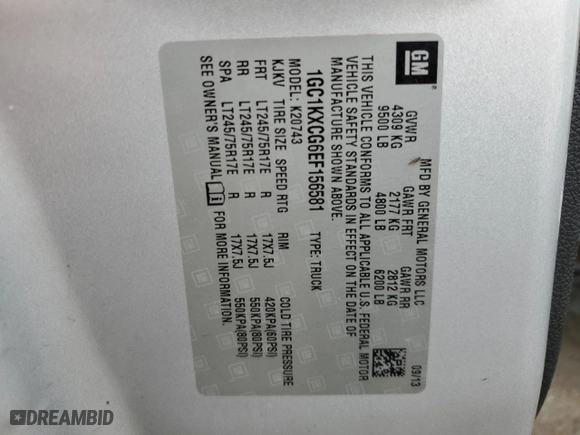 GM
MFD BY GENERAL MOTORS LLC
09/13
GVWR GAWR FRT GAWR RR
4309 KG 2177 KG 2812 KG
9500 LB 4800 LB 6200 LB
THIS VEHICLE CONFORMS TO ALL APPLICABLE U.S. FEDERAL MOTOR
VEHICLE SAFETY STANDARDS IN EFFECT ON THE DATE OF
MANUFACTURE SHOWN ABOVE.
1GC1KXCG6EF156581 TYPE: TRUCK
MODEL: K20743
KJKV TIRE SIZE SPEED RTG RIM COLD TIRE PRESSURE
FRT LT245/75R17E R 17X7.5J 420KPA(60PSI)
RR LT245/75R17E R 17X7.5J 550KPA(80PSI)
SPA LT245/75R17E R 17X7.5J 550KPA(80PSI)
SEE OWNER'S MANUAL i FOR MORE INFORMATION.
DREAMBID